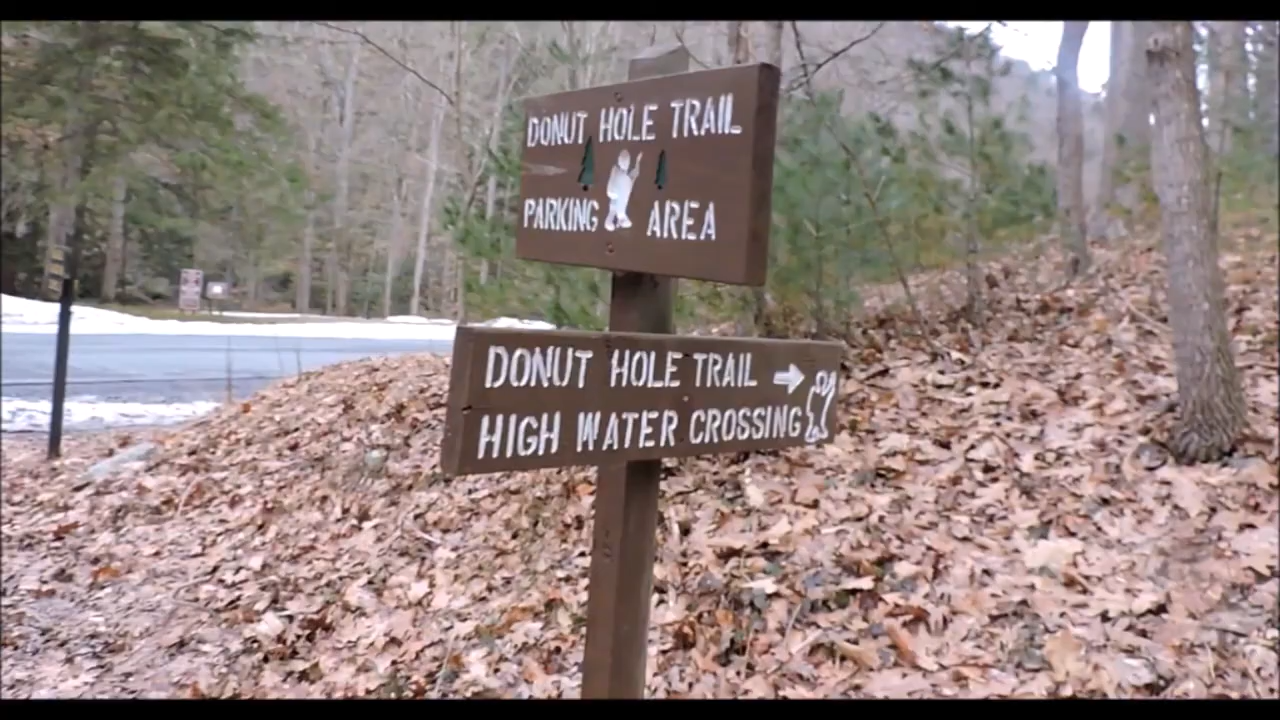 DONUT HOLE TRAIL
PARKING AREA
DONUT HOLE TRAIL
HIGH WATER CROSSING